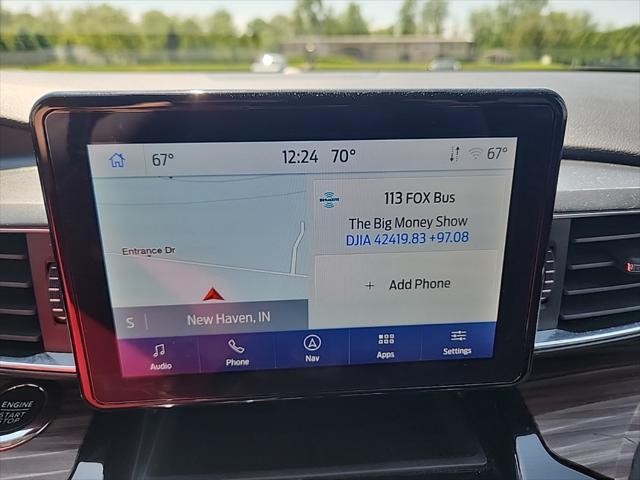 67° 12:24 70° 67°
113 FOX Bus
The Big Money Show
DJIA 42419.83 +97.08
Entrance Dr
+ Add Phone
S | New Haven, IN
Audio Phone Nav Apps Settings
ENGINE
START
STOP